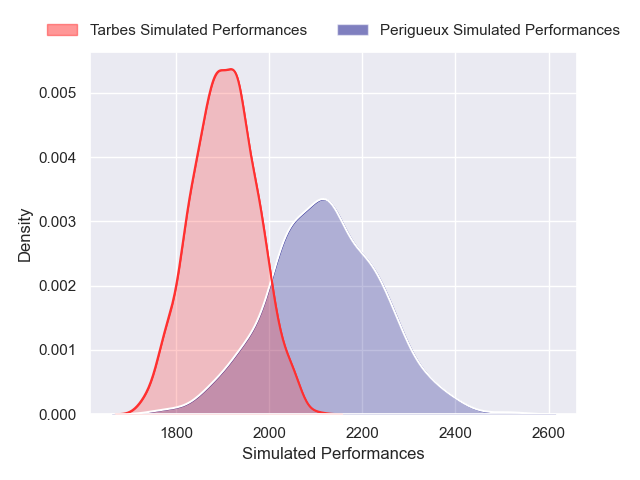 Tarbes Simulated Performances
Perigueux Simulated Performances
Density
0.005
0.004
0.003
0.002
0.001
0.000
1800 2000 2200 2400 2600
Simulated Performances